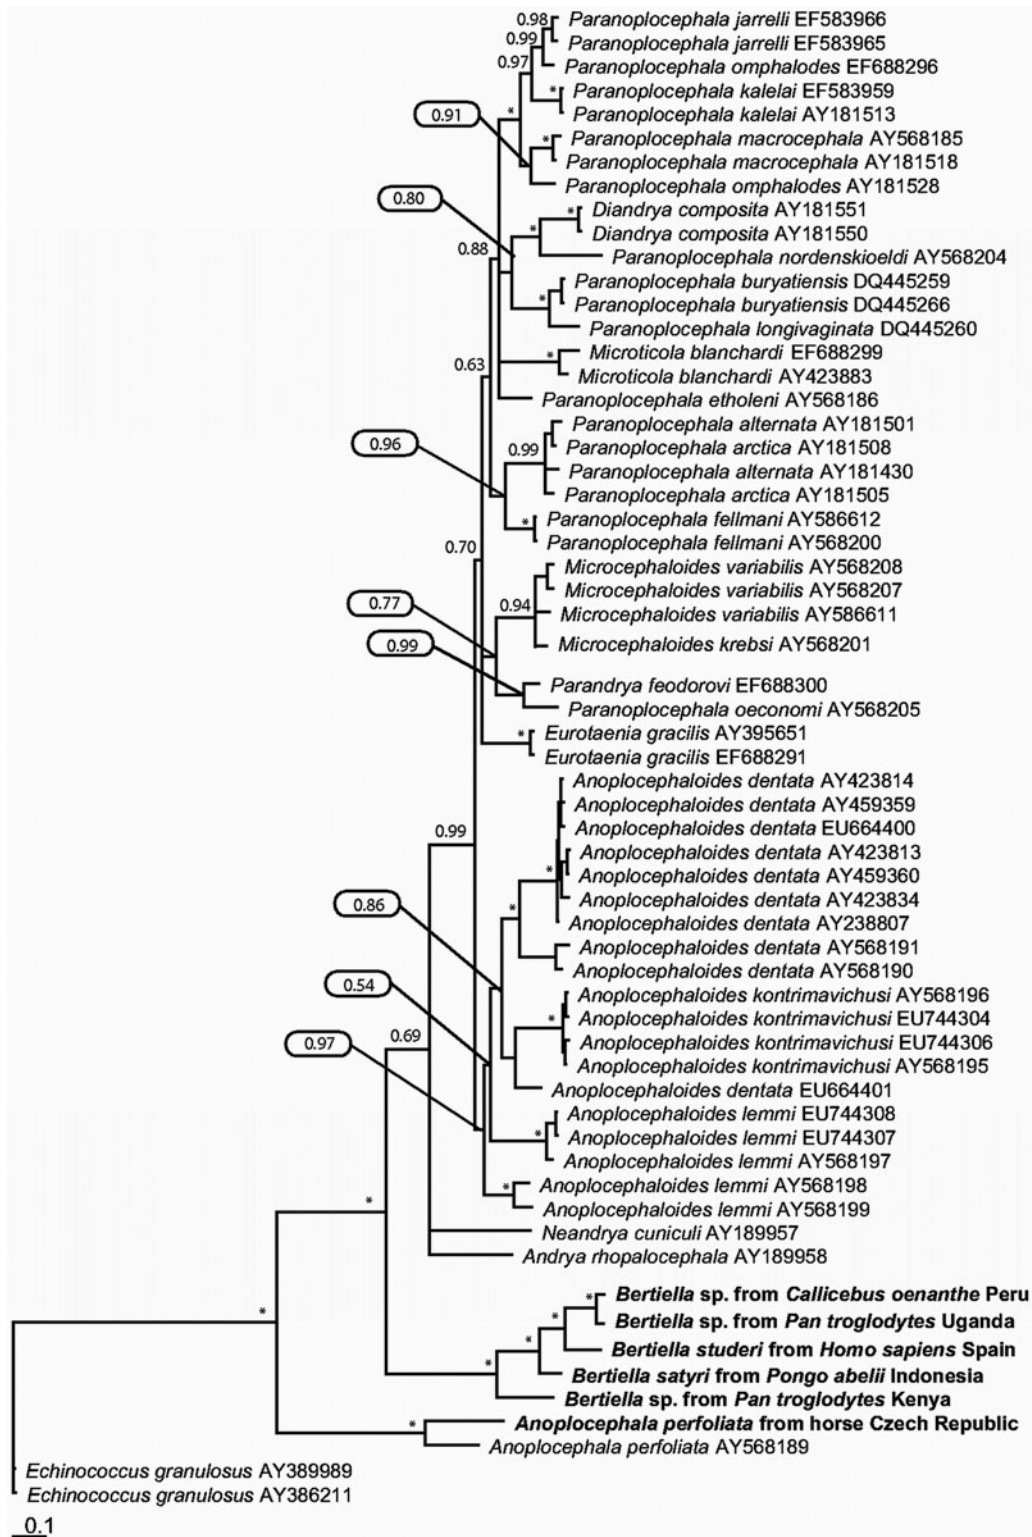 0.98 Paranoplocephala jarrelli EF583966
0.99 Paranoplocephala jarrelli EF583965
0.97 Paranoplocephala omphalodes EF688296
* Paranoplocephala kalelai EF583959
* Paranoplocephala kalelai AY181513
0.91 * Paranoplocephala macrocephala AY568185
Paranoplocephala macrocephala AY181518
Paranoplocephala omphalodes AY181528
0.80 * Diandrya composita AY181551
* Diandrya composita AY181550
0.88 Paranoplocephala nordenskioeldi AY568204
Paranoplocephala buryatiensis DQ445259
* Paranoplocephala buryatiensis DQ445266
Paranoplocephala longivaginata DQ445260
* Microticola blanchardi EF688299
0.63 Microticola blanchardi AY423883
Paranoplocephala etholeni AY568186
Paranoplocephala alternata AY181501
0.96 0.99 Paranoplocephala arctica AY181508
Paranoplocephala alternata AY181430
Paranoplocephala arctica AY181505
* Paranoplocephala fellmani AY586612
Paranoplocephala fellmani AY568200
0.70 Microcephaloides variabilis AY568208
Microcephaloides variabilis AY568207
0.77 0.94 Microcephaloides variabilis AY586611
0.99 Microcephaloides krebsi AY568201
Parandrya feodorovi EF688300
Paranoplocephala oeconomi AY568205
* Eurotaenia gracilis AY395651
Eurotaenia gracilis EF688291
Anoplocephaloides dentata AY423814
Anoplocephaloides dentata AY459359
0.99 Anoplocephaloides dentata EU664400
Anoplocephaloides dentata AY423813
* Anoplocephaloides dentata AY459360
0.86 * Anoplocephaloides dentata AY423834
Anoplocephaloides dentata AY238807
Anoplocephaloides dentata AY568191
Anoplocephaloides dentata AY568190
0.54 Anoplocephaloides kontrimavichusi AY568196
* Anoplocephaloides kontrimavichusi EU744304
0.97 0.69 Anoplocephaloides kontrimavichusi EU744306
Anoplocephaloides kontrimavichusi AY568195
Anoplocephaloides dentata EU664401
Anoplocephaloides lemmi EU744308
* Anoplocephaloides lemmi EU744307
Anoplocephaloides lemmi AY568197
* * Anoplocephaloides lemmi AY568198
Anoplocephaloides lemmi AY568199
Neandrya cuniculi AY189957
Andrya rhopalocephala AY189958
* * Bertiella sp. from Callicebus oenanthe Peru
* Bertiella sp. from Pan troglodytes Uganda
* Bertiella studeri from Homo sapiens Spain
* Bertiella satyri from Pongo abelii Indonesia
Bertiella sp. from Pan troglodytes Kenya
* Anoplocephala perfoliata from horse Czech Republic
Anoplocephala perfoliata AY568189
Echinococcus granulosus AY389989
Echinococcus granulosus AY386211
0.1